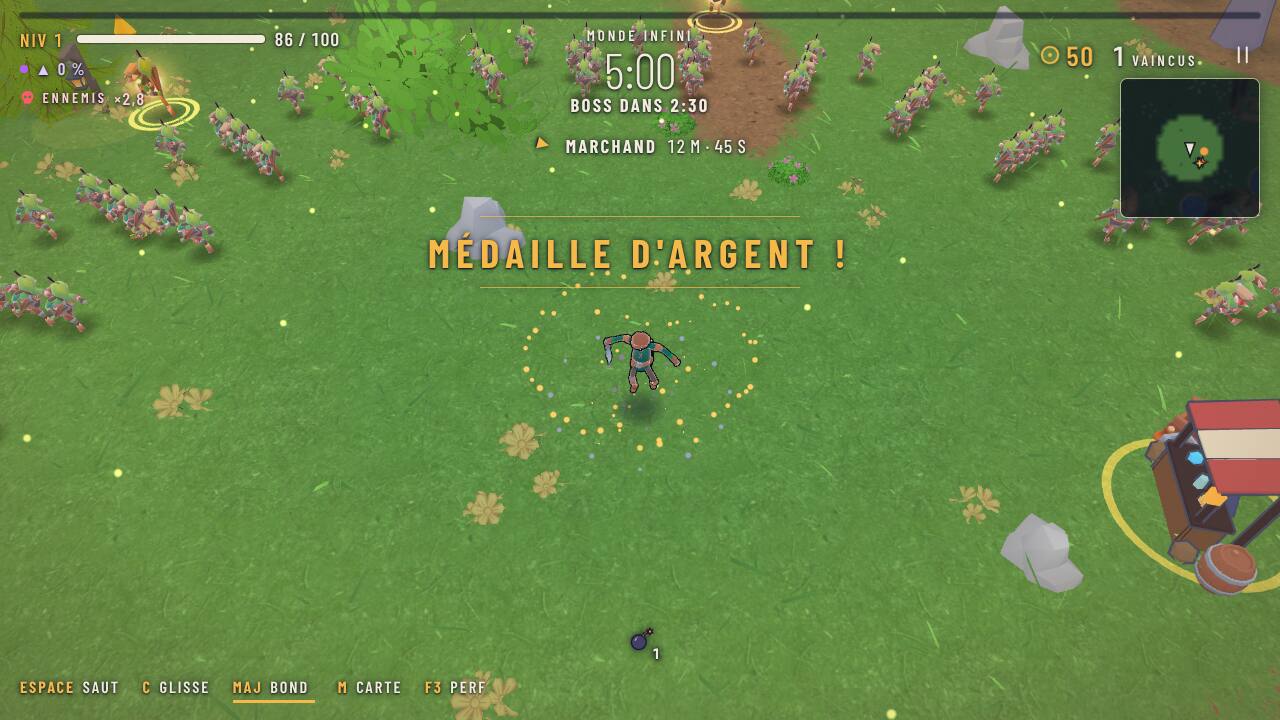 NIV 1 86 / 100
▲ 0 %
ENNEMIS ×2,8
MONDE INFINI
5:00
BOSS DANS 2:30
MARCHAND 12 M · 45 S
50 1 VAINCUS
MÉDAILLE D'ARGENT !
1
ESPACE SAUT C GLISSE MAJ BOND M CARTE F3 PERF